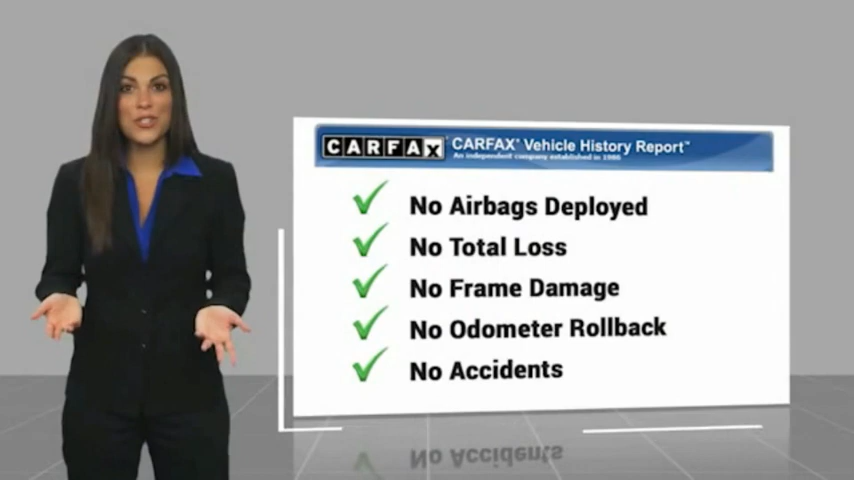 CARFAX CARFAX® Vehicle History Report™
An independent company established in 1986
No Airbags Deployed
No Total Loss
No Frame Damage
No Odometer Rollback
No Accidents
No Accidents